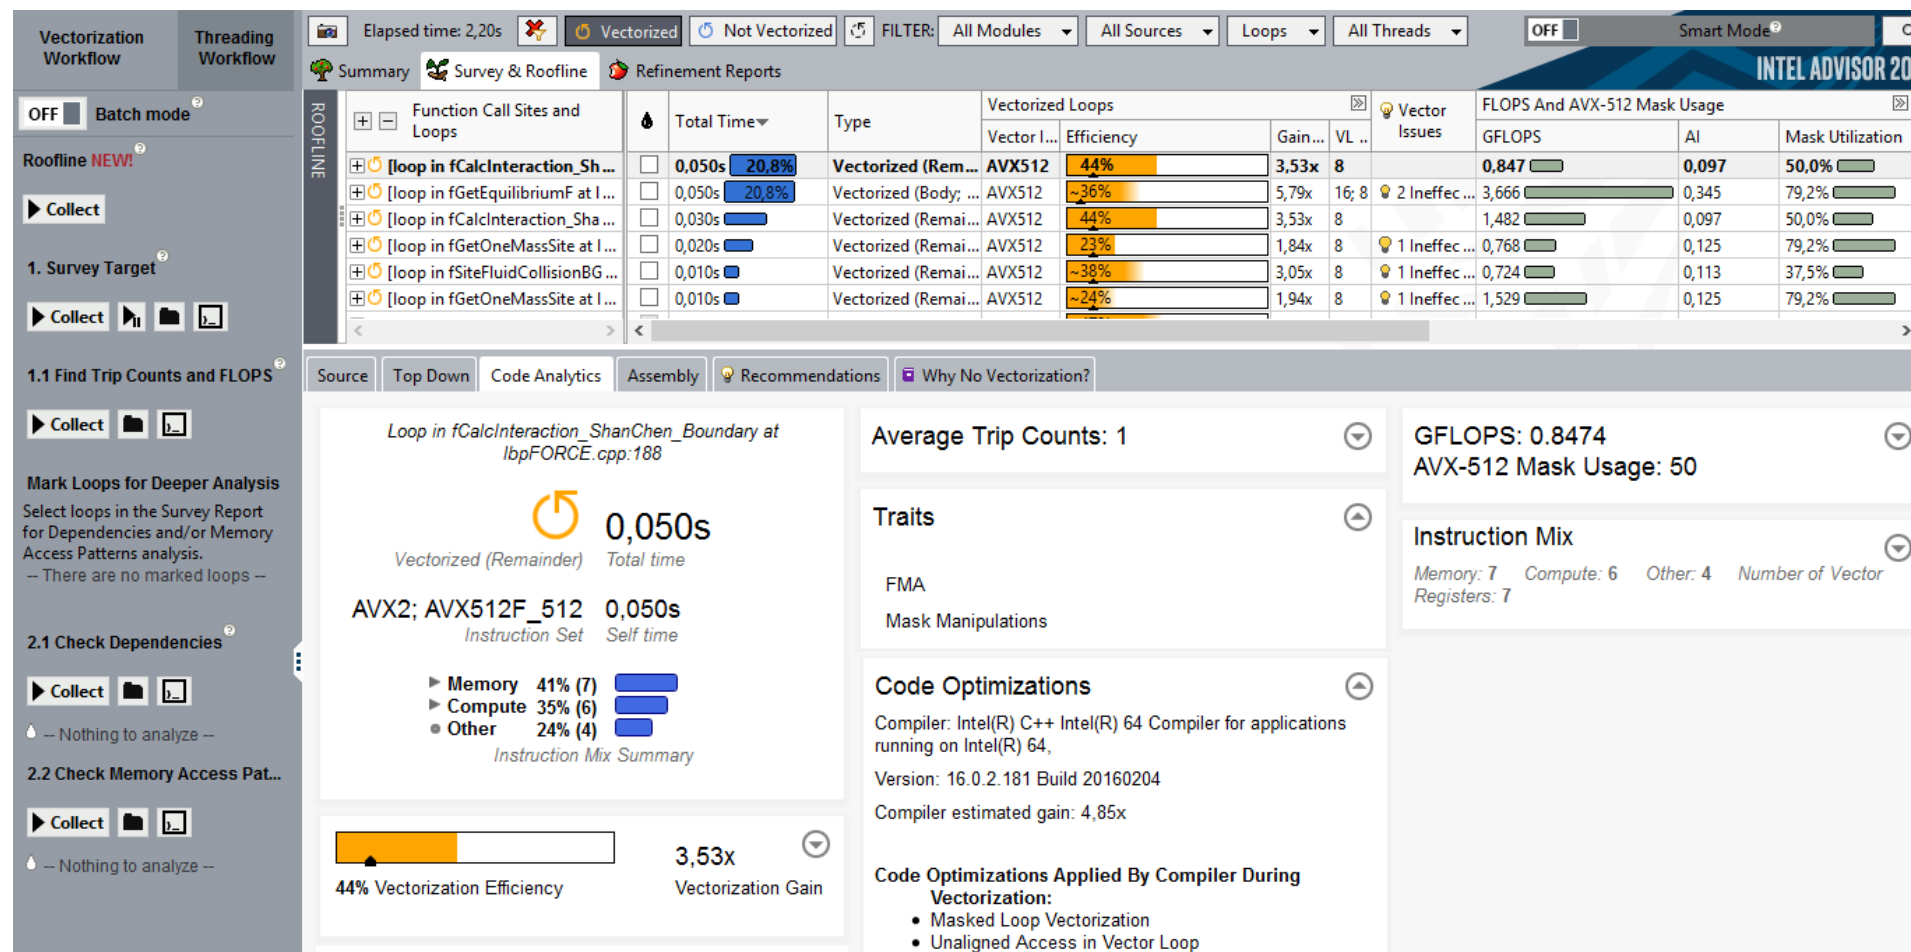 Vectorization Workflow
Threading Workflow
OFF Batch mode
Roofline NEW!
Collect
1. Survey Target
Collect
1.1 Find Trip Counts and FLOPS
Collect
Mark Loops for Deeper Analysis
Select loops in the Survey Report
for Dependencies and/or Memory
Access Patterns analysis.
-- There are no marked loops --
2.1 Check Dependencies
Collect
-- Nothing to analyze --
2.2 Check Memory Access Pat...
Collect
-- Nothing to analyze --
Elapsed time: 2,20s Vectorized Not Vectorized FILTER: All Modules All Sources Loops All Threads OFF Smart Mode
Summary Survey & Roofline Refinement Reports INTEL ADVISOR 20
ROOFLINE
Function Call Sites and Loops Total Time Type Vectorized Loops Vector Issues FLOPS And AVX-512 Mask Usage
Vector I... Efficiency Gain... VL .. GFLOPS AI Mask Utilization
[loop in fCalcInteraction_Sh... 0,050s 20,8% Vectorized (Rem... AVX512 44% 3,53x 8 0,847 0,097 50,0%
[loop in fGetEquilibriumF at l... 0,050s 20,8% Vectorized (Body; ... AVX512 ~36% 5,79x 16; 8 2 Ineffec... 3,666 0,345 79,2%
[loop in fCalcInteraction_Sha... 0,030s Vectorized (Remai... AVX512 44% 3,53x 8 1,482 0,097 50,0%
[loop in fGetOneMassSite at l... 0,020s Vectorized (Remai... AVX512 23% 1,84x 8 1 Ineffec... 0,768 0,125 79,2%
[loop in fSiteFluidCollisionBG... 0,010s Vectorized (Remai... AVX512 ~38% 3,05x 8 1 Ineffec... 0,724 0,113 37,5%
[loop in fGetOneMassSite at l... 0,010s Vectorized (Remai... AVX512 ~24% 1,94x 8 1 Ineffec... 1,529 0,125 79,2%
Source Top Down Code Analytics Assembly Recommendations Why No Vectorization?
Loop in fCalcInteraction_ShanChen_Boundary at
lbpFORCE.cpp:188
0,050s
Vectorized (Remainder) Total time
AVX2; AVX512F_512 0,050s
Instruction Set Self time
Memory 41% (7)
Compute 35% (6)
Other 24% (4)
Instruction Mix Summary
3,53x
44% Vectorization Efficiency Vectorization Gain
Average Trip Counts: 1
Traits
FMA
Mask Manipulations
Code Optimizations
Compiler: Intel(R) C++ Intel(R) 64 Compiler for applications
running on Intel(R) 64,
Version: 16.0.2.181 Build 20160204
Compiler estimated gain: 4,85x
Code Optimizations Applied By Compiler During
Vectorization:
• Masked Loop Vectorization
• Unaligned Access in Vector Loop
GFLOPS: 0.8474
AVX-512 Mask Usage: 50
Instruction Mix
Memory: 7 Compute: 6 Other: 4 Number of Vector
Registers: 7